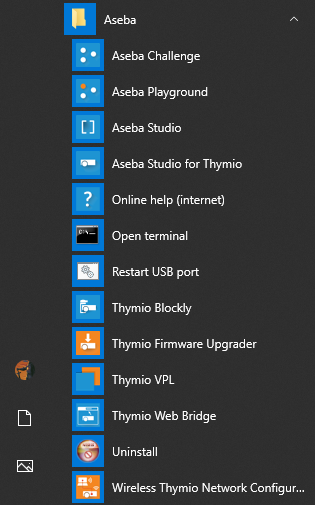 Aseba
Aseba Challenge
Aseba Playground
Aseba Studio
Aseba Studio for Thymio
Online help (internet)
Open terminal
Restart USB port
Thymio Blockly
Thymio Firmware Upgrader
Thymio VPL
Thymio Web Bridge
Uninstall
Wireless Thymio Network Configur...